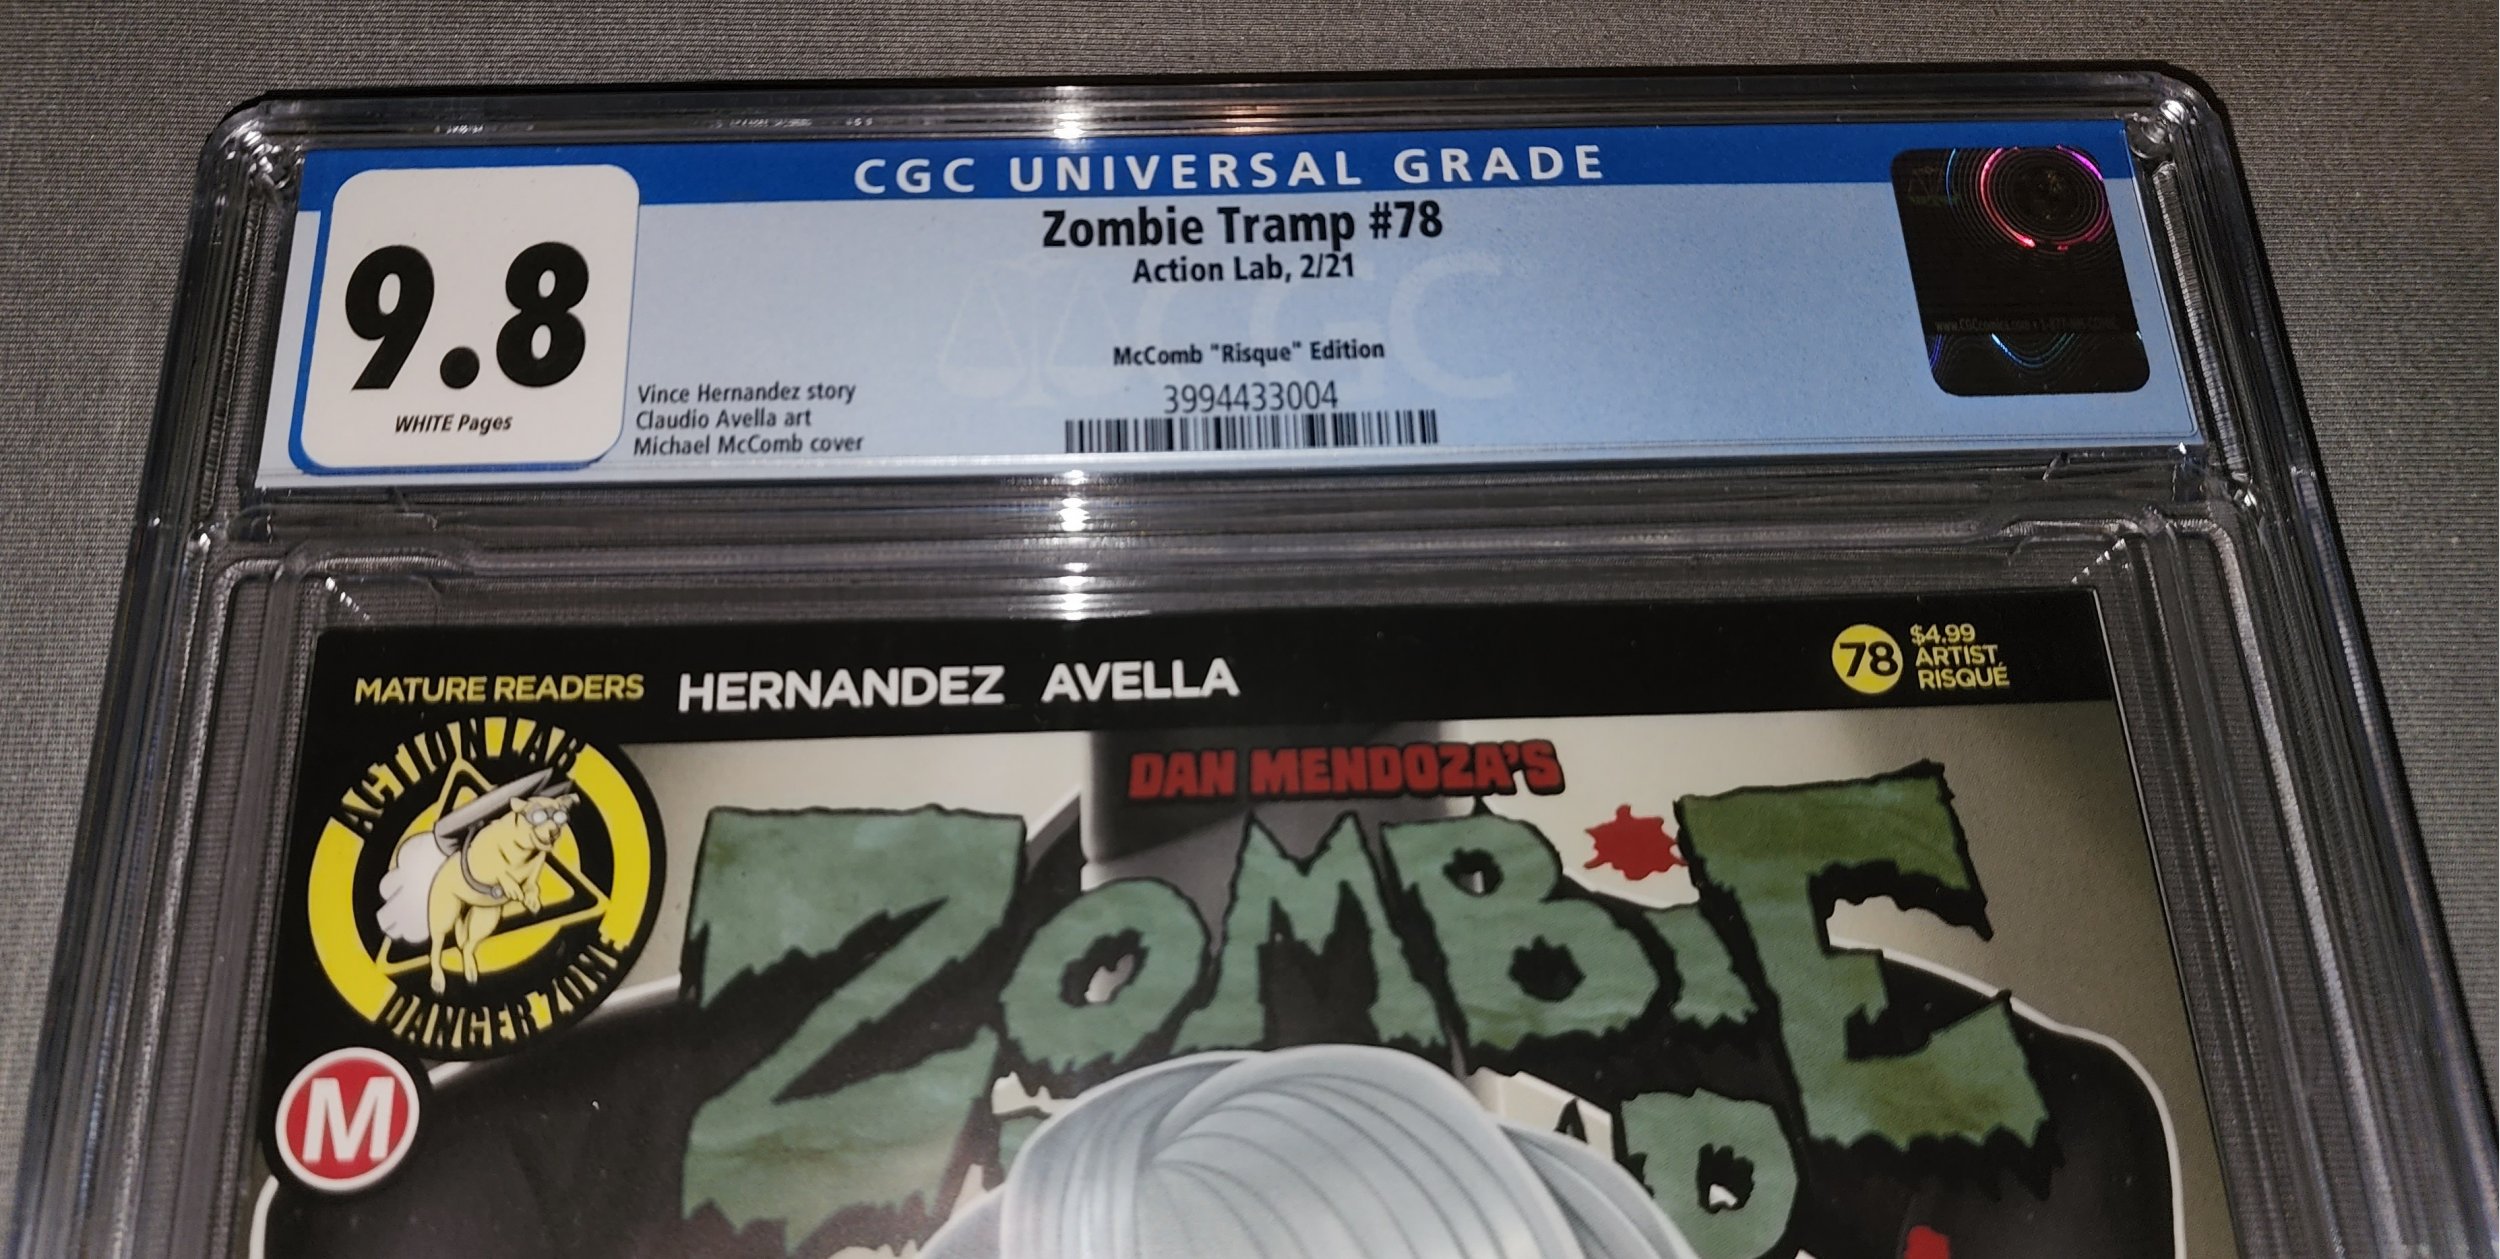 CGC UNIVERSAL GRADE
Zombie Tramp #78
Action Lab, 2/21
McComb "Risque" Edition
3994433004
9.8
WHITE Pages
Vince Hernandez story
Claudio Avella art
Michael McComb cover
CGC
MATURE READERS HERNANDEZ AVELLA
78
$4.99
ARTIST
RISQUÉ
ACTION LAB
DANGER ZONE
M
DAN MENDOZA'S
ZOMBIE